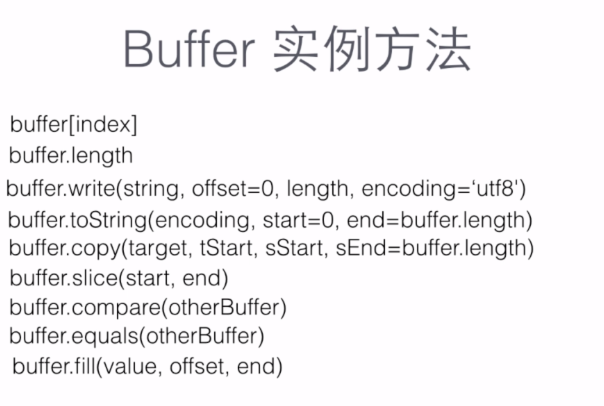 Buffer 实例方法
buffer[index]
buffer.length
buffer.write(string, offset=0, length, encoding=‘utf8')
buffer.toString(encoding, start=0, end=buffer.length)
buffer.copy(target, tStart, sStart, sEnd=buffer.length)
buffer.slice(start, end)
buffer.compare(otherBuffer)
buffer.equals(otherBuffer)
buffer.fill(value, offset, end)